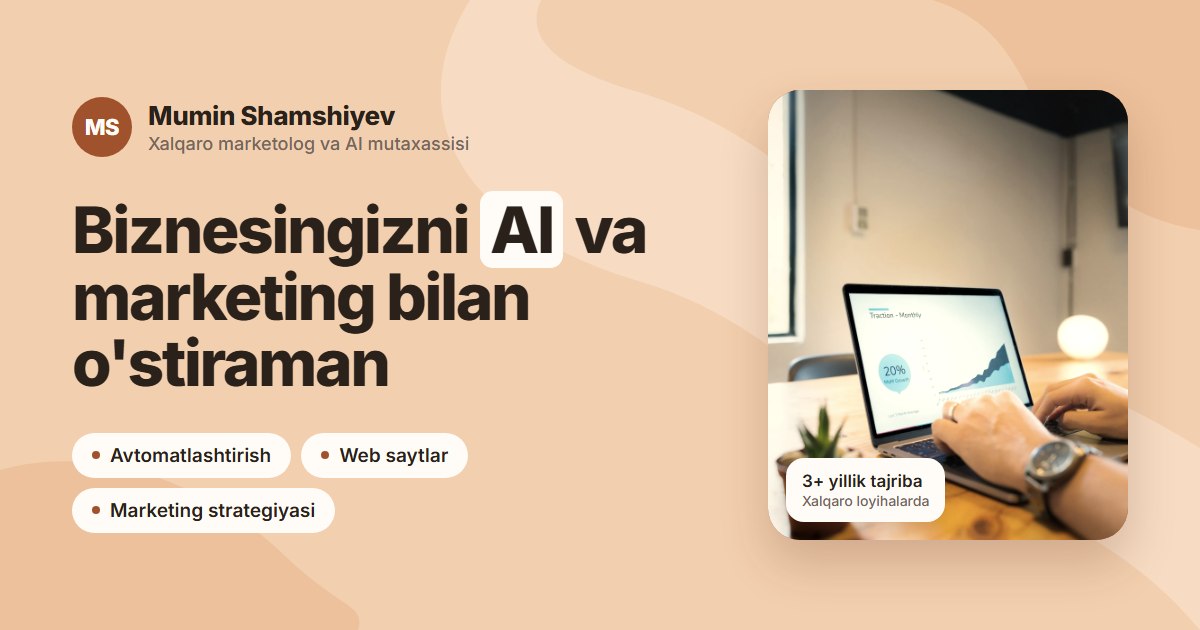 MS
Mumin Shamshiyev
Xalqaro marketolog va AI mutaxassisi
Biznesingizni AI va
marketing bilan
o'stiraman
Avtomatlashtirish
Web saytlar
Marketing strategiyasi
Traction - Monthly
20%
3+ yillik tajriba
Xalqaro loyihalarda